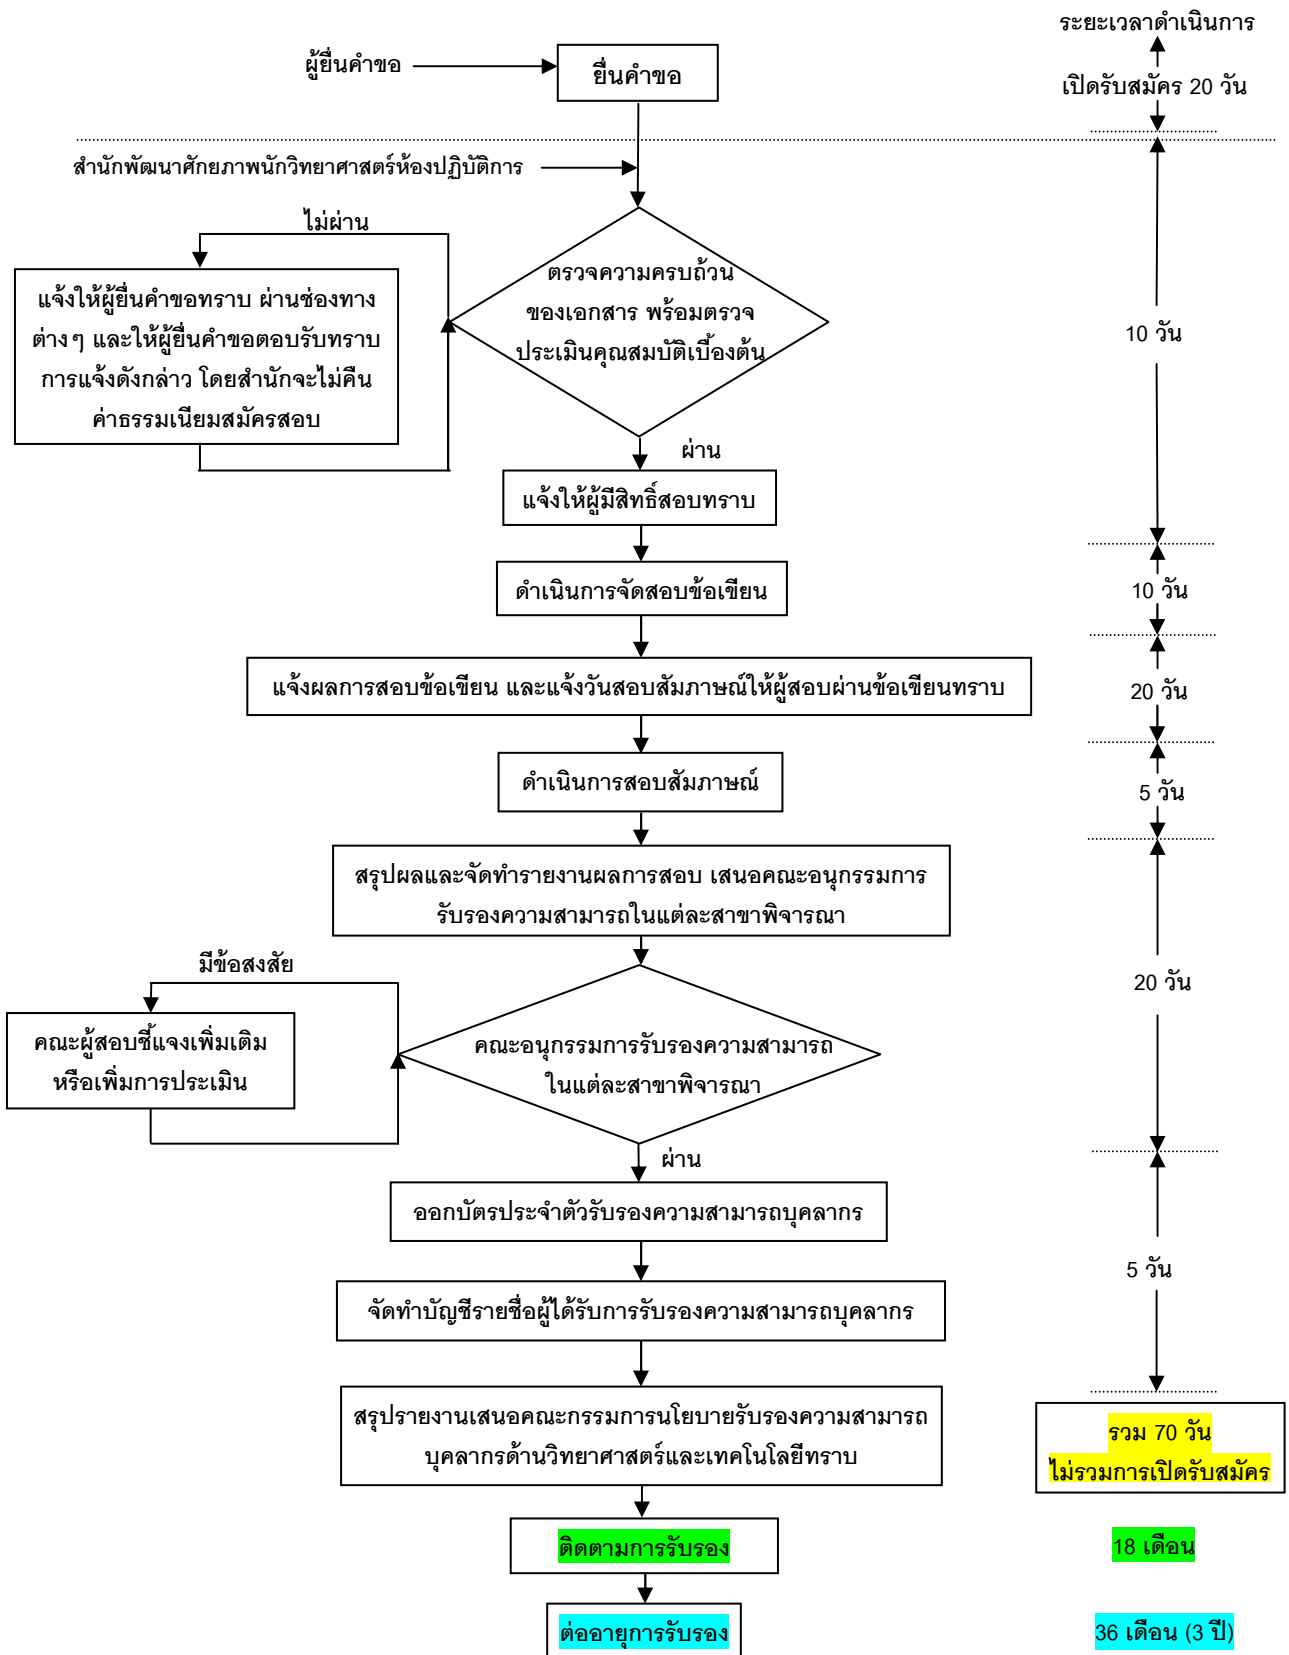 ระยะเวลาดำเนินการ
ผู้ยื่นคำขอ
ยื่นคำขอ
เปิดรับสมัคร 20 วัน
สำนักพัฒนาศักยภาพนักวิทยาศาสตร์ห้องปฏิบัติการ
ไม่ผ่าน
ตรวจความครบถ้วน
ของเอกสาร พร้อมตรวจ
ประเมินคุณสมบัติเบื้องต้น
แจ้งให้ผู้ยื่นคำขอทราบ ผ่านช่องทาง
ต่างๆ และให้ผู้ยื่นคำขอตอบรับทราบ
การแจ้งดังกล่าว โดยสำนักจะไม่คืน
ค่าธรรมเนียมสมัครสอบ
10 วัน
ผ่าน
แจ้งให้ผู้มีสิทธิ์สอบทราบ
ดำเนินการจัดสอบข้อเขียน
10 วัน
แจ้งผลการสอบข้อเขียน และแจ้งวันสอบสัมภาษณ์ให้ผู้สอบผ่านข้อเขียนทราบ
20 วัน
ดำเนินการสอบสัมภาษณ์
5 วัน
สรุปผลและจัดทำรายงานผลการสอบ เสนอคณะอนุกรรมการ
รับรองความสามารถในแต่ละสาขาพิจารณา
มีข้อสงสัย
20 วัน
คณะผู้สอบชี้แจงเพิ่มเติม
หรือเพิ่มการประเมิน
คณะอนุกรรมการรับรองความสามารถ
ในแต่ละสาขาพิจารณา
ผ่าน
ออกบัตรประจำตัวรับรองความสามารถบุคลากร
5 วัน
จัดทำบัญชีรายชื่อผู้ได้รับการรับรองความสามารถบุคลากร
สรุปรายงานเสนอคณะกรรมการนโยบายรับรองความสามารถ
บุคลากรด้านวิทยาศาสตร์และเทคโนโลยีทราบ
รวม 70 วัน
ไม่รวมการเปิดรับสมัคร
ติดตามการรับรอง
18 เดือน
ต่ออายุการรับรอง
36 เดือน (3 ปี)